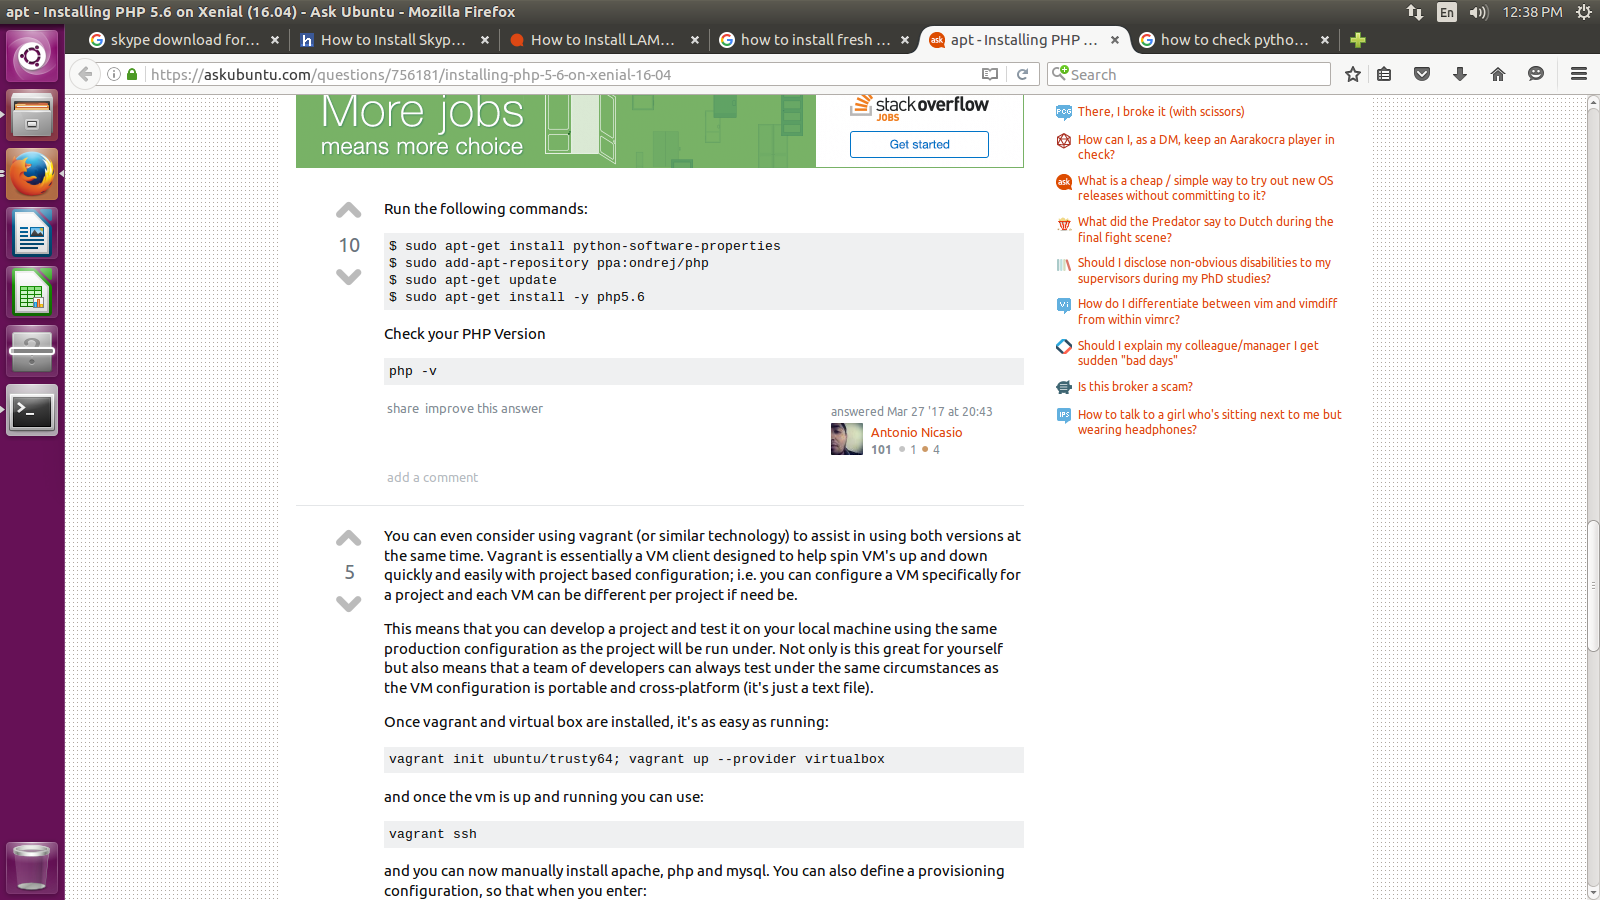 apt - Installing PHP 5.6 on Xenial (16.04) - Ask Ubuntu - Mozilla Firefox
En
12:38 PM
skype download for...
How to Install Skyp...
How to Install LAM...
how to install fresh ...
apt - Installing PHP ...
how to check pytho...
https://askubuntu.com/questions/756181/installing-php-5-6-on-xenial-16-04
Search
More jobs
means more choice
stackoverflow
JOBS
Get started
Run the following commands:
10
$ sudo apt-get install python-software-properties
$ sudo add-apt-repository ppa:ondrej/php
$ sudo apt-get update
$ sudo apt-get install -y php5.6
Check your PHP Version
php -v
share improve this answer
answered Mar 27 '17 at 20:43
Antonio Nicasio
101 1 4
add a comment
5
You can even consider using vagrant (or similar technology) to assist in using both versions at
the same time. Vagrant is essentially a VM client designed to help spin VM's up and down
quickly and easily with project based configuration; i.e. you can configure a VM specifically for
a project and each VM can be different per project if need be.
This means that you can develop a project and test it on your local machine using the same
production configuration as the project will be run under. Not only is this great for yourself
but also means that a team of developers can always test under the same circumstances as
the VM configuration is portable and cross-platform (it's just a text file).
Once vagrant and virtual box are installed, it's as easy as running:
vagrant init ubuntu/trusty64; vagrant up --provider virtualbox
and once the vm is up and running you can use:
vagrant ssh
and you can now manually install apache, php and mysql. You can also define a provisioning
configuration, so that when you enter:
PCG
There, I broke it (with scissors)
How can I, as a DM, keep an Aarakocra player in
check?
ask
What is a cheap / simple way to try out new OS
releases without committing to it?
What did the Predator say to Dutch during the
final fight scene?
Should I disclose non-obvious disabilities to my
supervisors during my PhD studies?
Vi
How do I differentiate between vim and vimdiff
from within vimrc?
Should I explain my colleague/manager I get
sudden "bad days"
Is this broker a scam?
IPS
How to talk to a girl who's sitting next to me but
wearing headphones?